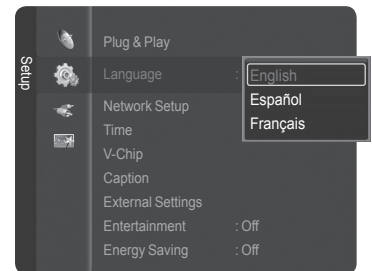 Setup
Plug & Play
Language : English
Español
Français
Network Setup
Time
V-Chip
Caption
External Settings
Entertainment : Off
Energy Saving : Off